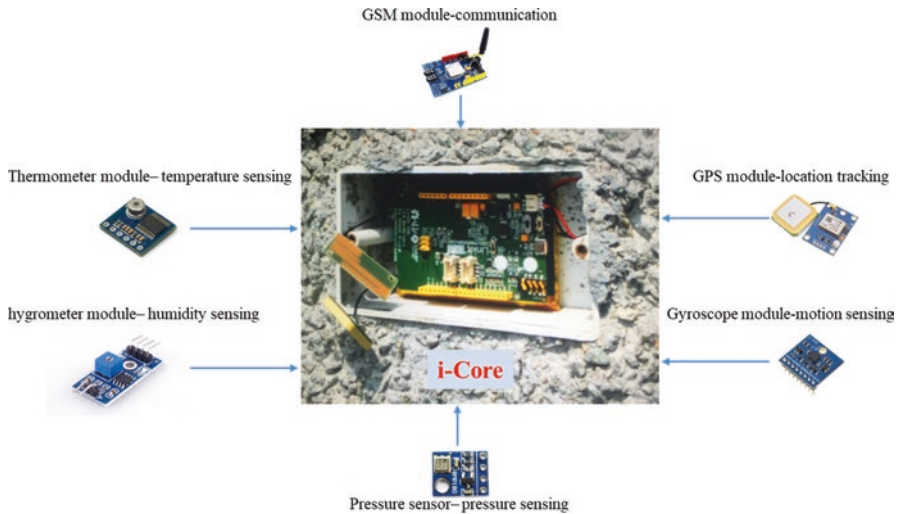 GSM module-communication
Thermometer module– temperature sensing
GPS module-location tracking
hygrometer module– humidity sensing
Gyroscope module-motion sensing
i-Core
Pressure sensor– pressure sensing